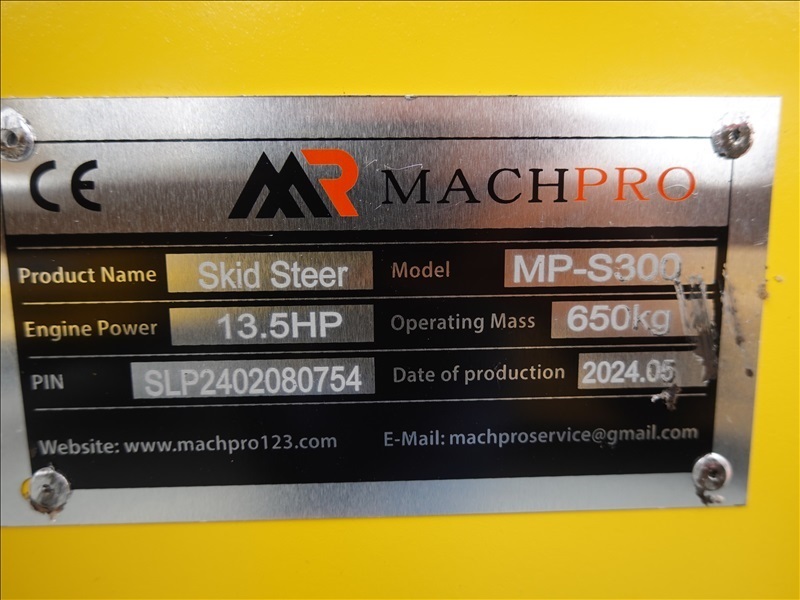 CE MR MACHPRO
Product Name Skid Steer Model MP-S300
Engine Power 13.5HP Operating Mass 650kg
PIN SLP2402080754 Date of production 2024.05
Website: www.machpro123.com E-Mail: machproservice@gmail.com